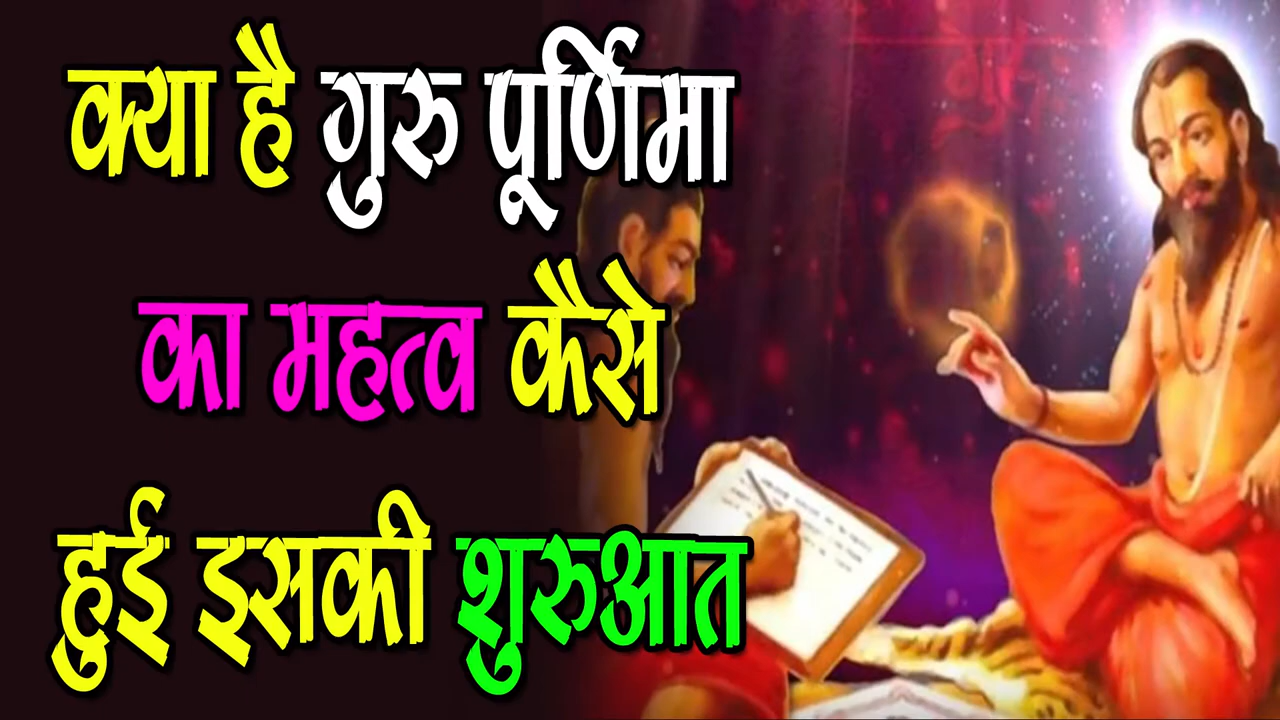 क्या है गुरु पूर्णिमा
का महत्व कैसे
हुई इसकी शुरुआत